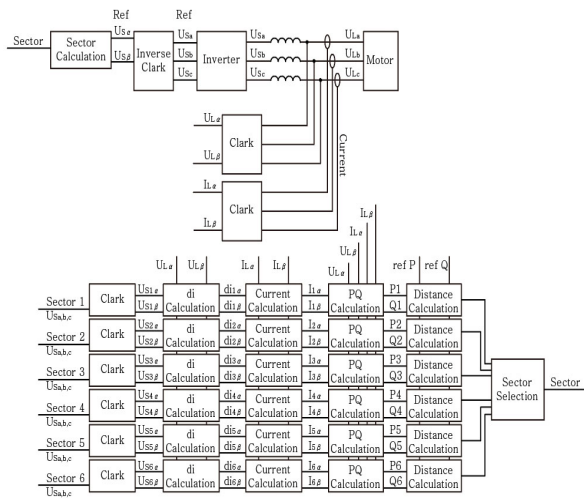 Ref
Ref
Sector
Sector Calculation
USα
USβ
Inverse Clark
USa
USb
USc
Inverter
USa
USb
USc
ULa
ULb
ULc
Motor
ULα
ULβ
Clark
Current
ILα
ILβ
Clark
ULα
ULβ
ILα
ILβ
ULα
ULβ
ILα
ILβ
ref P
ref Q
Sector 1
USa,b,c
Clark
US1α
US1β
di Calculation
di1α
di1β
Current Calculation
I1α
I1β
PQ Calculation
P1
Q1
Distance Calculation
Sector 2
USa,b,c
Clark
US2α
US2β
di Calculation
di2α
di2β
Current Calculation
I2α
I2β
PQ Calculation
P2
Q2
Distance Calculation
Sector 3
USa,b,c
Clark
US3α
US3β
di Calculation
di3α
di3β
Current Calculation
I3α
I3β
PQ Calculation
P3
Q3
Distance Calculation
Sector 4
USa,b,c
Clark
US4α
US4β
di Calculation
di4α
di4β
Current Calculation
I4α
I4β
PQ Calculation
P4
Q4
Distance Calculation
Sector 5
USa,b,c
Clark
US5α
US5β
di Calculation
di5α
di5β
Current Calculation
I5α
I5β
PQ Calculation
P5
Q5
Distance Calculation
Sector 6
USa,b,c
Clark
US6α
US6β
di Calculation
di6α
di6β
Current Calculation
I6α
I6β
PQ Calculation
P6
Q6
Distance Calculation
Sector Selection
Sector